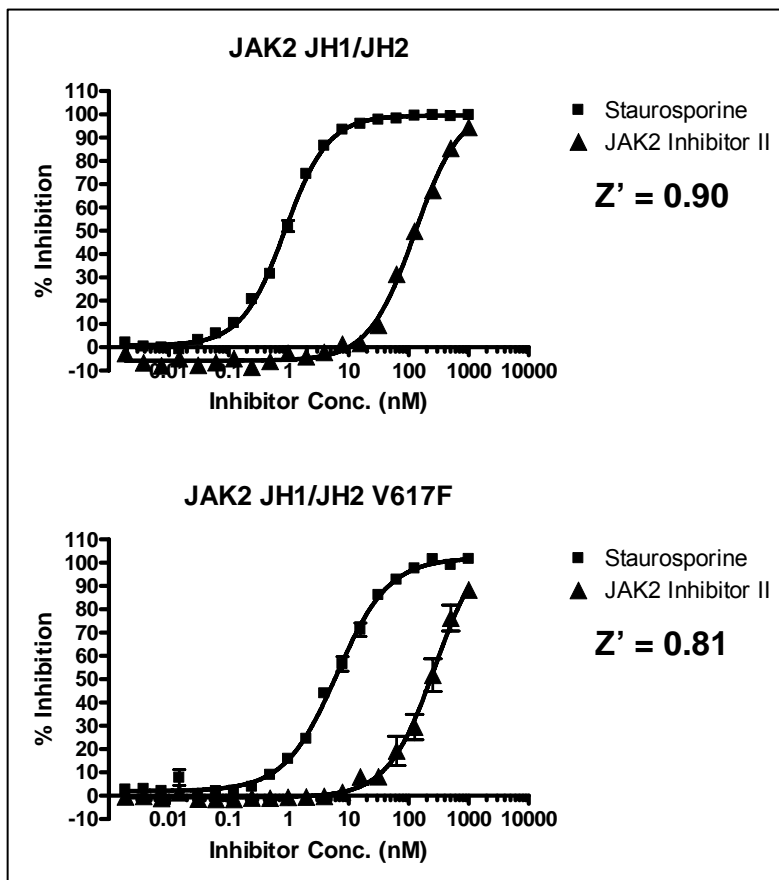 JAK2 JH1/JH2
110
100
90
80
70
60
50
40
30
20
10
0
-10
% Inhibition
0.01 0.1 1 10 100 1000 10000
Inhibitor Conc. (nM)
Staurosporine
JAK2 Inhibitor II
Z’ = 0.90
JAK2 JH1/JH2 V617F
110
100
90
80
70
60
50
40
30
20
10
0
-10
% Inhibition
0.01 0.1 1 10 100 1000 10000
Inhibitor Conc. (nM)
Staurosporine
JAK2 Inhibitor II
Z’ = 0.81